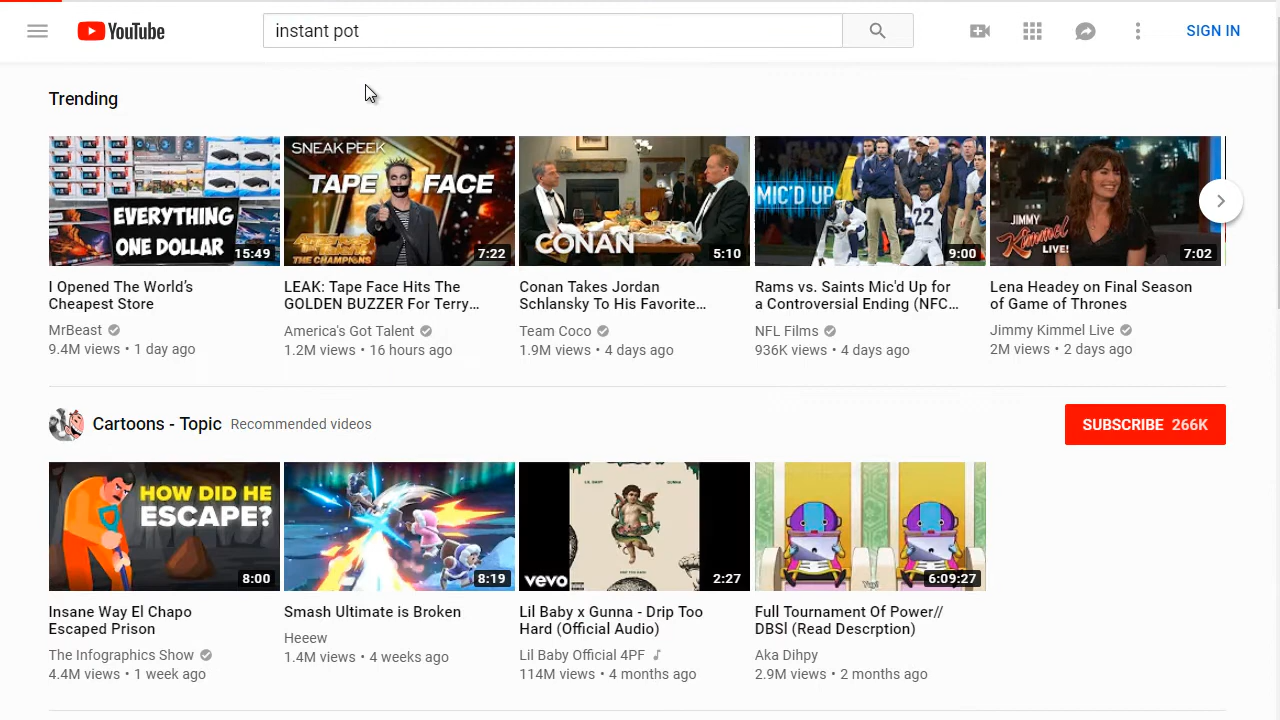 YouTube
instant pot
SIGN IN
Trending
EVERYTHING
ONE DOLLAR
15:49
SNEAK PEEK
TAPE FACE
THE CHAMPIONS
7:22
CONAN
5:10
MIC'D UP
22
9:00
JIMMY
Kimmel
LIVE!
7:02
I Opened The World's
Cheapest Store
MrBeast
9.4M views • 1 day ago
LEAK: Tape Face Hits The
GOLDEN BUZZER For Terry...
America's Got Talent
1.2M views • 16 hours ago
Conan Takes Jordan
Schlansky To His Favorite...
Team Coco
1.9M views • 4 days ago
Rams vs. Saints Mic'd Up for
a Controversial Ending (NFC...
NFL Films
936K views • 4 days ago
Lena Headey on Final Season
of Game of Thrones
Jimmy Kimmel Live
2M views • 2 days ago
Cartoons - Topic Recommended videos
SUBSCRIBE 266K
HOW DID HE
ESCAPE?
8:00
8:19
LIL BABY GUNNA
vevo
2:27
6:09:27
Insane Way El Chapo
Escaped Prison
The Infographics Show
4.4M views • 1 week ago
Smash Ultimate is Broken
Heeew
1.4M views • 4 weeks ago
Lil Baby x Gunna - Drip Too
Hard (Official Audio)
Lil Baby Official 4PF
114M views • 4 months ago
Full Tournament Of Power//
DBSl (Read Descrption)
Aka Dihpy
2.9M views • 2 months ago